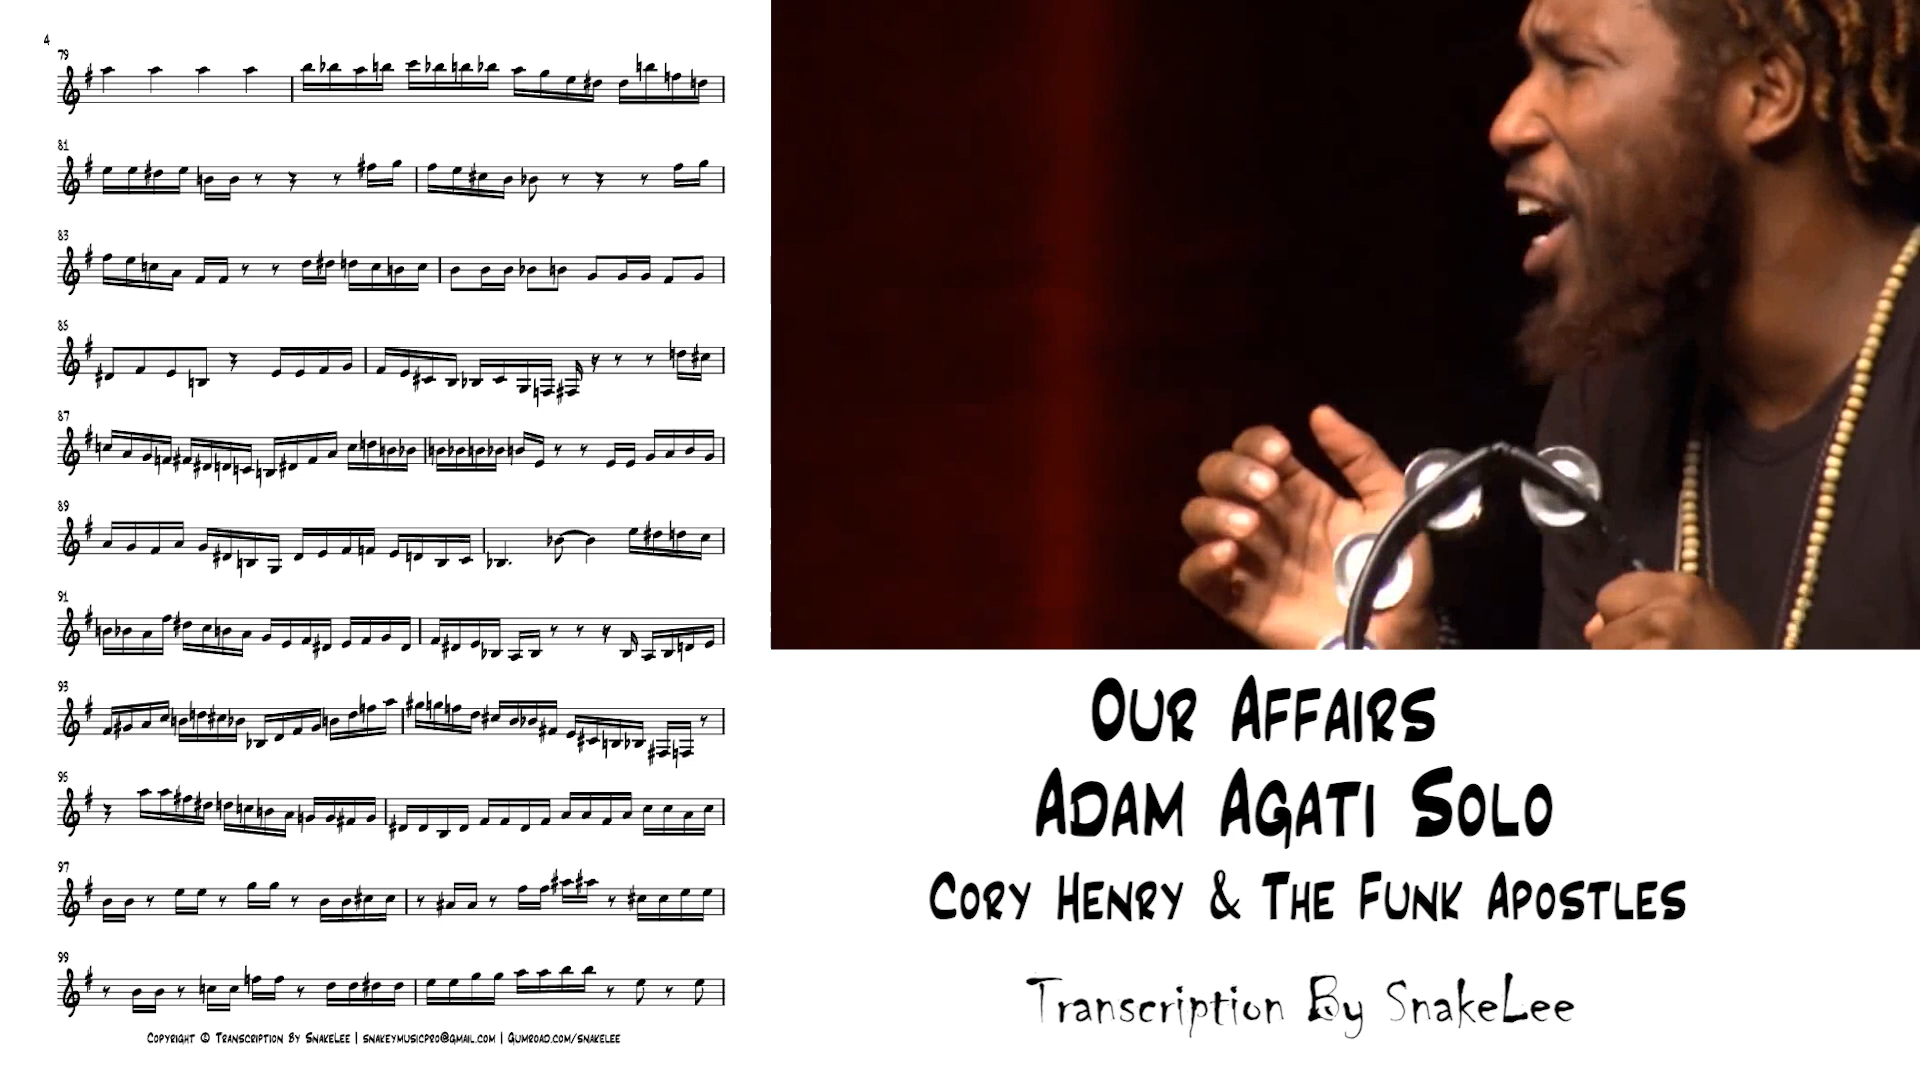 4
79
81
83
85
87
89
91
93
95
97
99
Copyright © Transcription By SnakeLee | snakeymusicpro@gmail.com | Gumroad.com/snakelee
Our Affairs
Adam Agati Solo
Cory Henry & The Funk Apostles
Transcription By SnakeLee